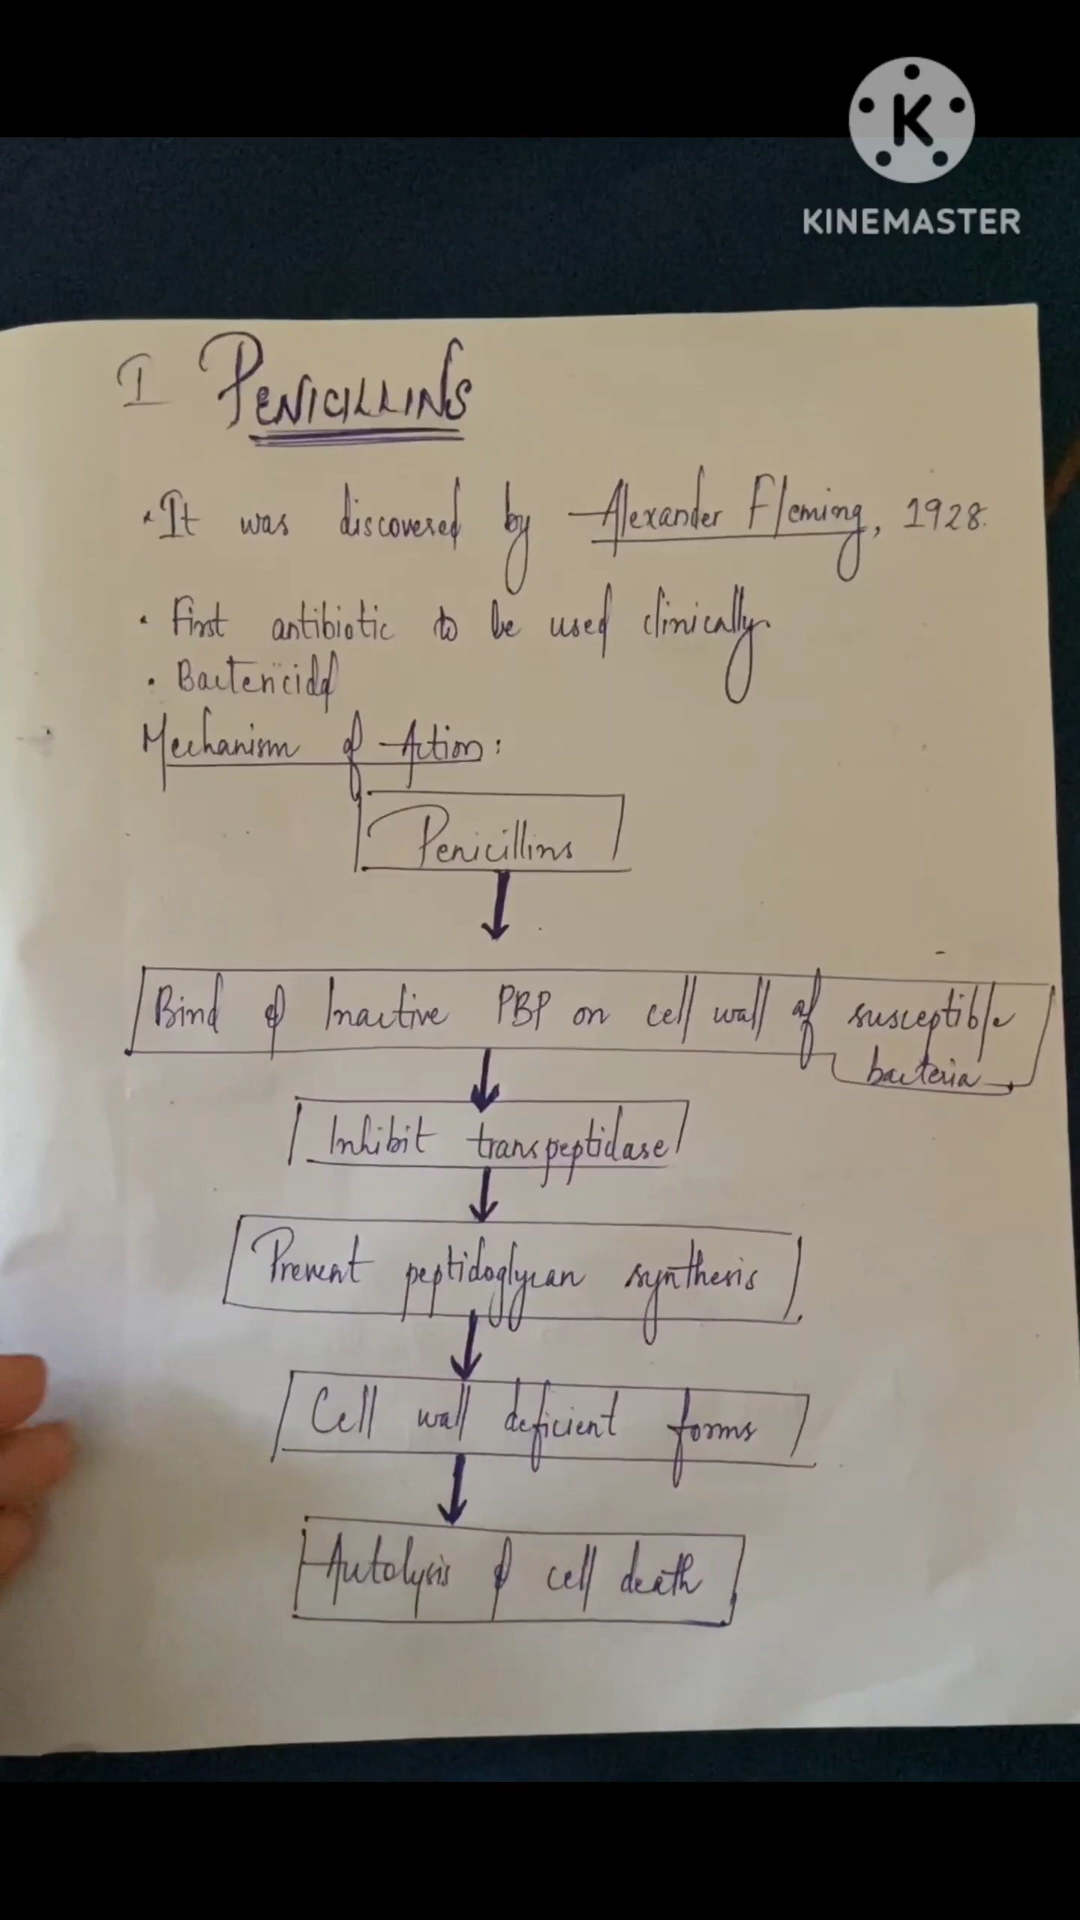 K
KINEMASTER
I PENICILLINS
• It was discovered by Alexander Fleming, 1928.
• First antibiotic to be used clinically.
• Bactericidal
Mechanism of Action:
Penicillins
Bind & Inactive PBP on cell wall of susceptible
bacteria
Inhibit transpeptidase
Prevent peptidoglycan synthesis
Cell wall deficient forms
Autolysis & cell death